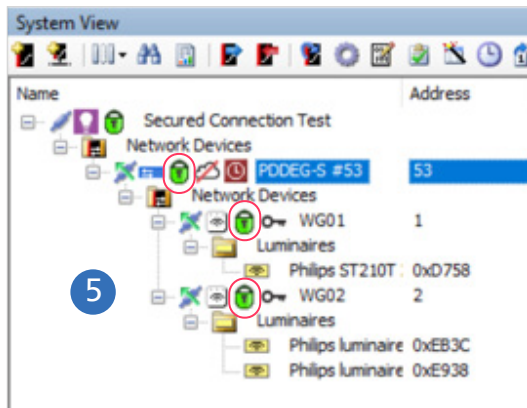 System View
Name Address
Secured Connection Test
Network Devices
PDDEG-S #53 53
Network Devices
WG01 1
Luminaires
Philips ST210T 0xD758
5
WG02 2
Luminaires
Philips luminaire 0xEB3C
Philips luminaire 0xE938